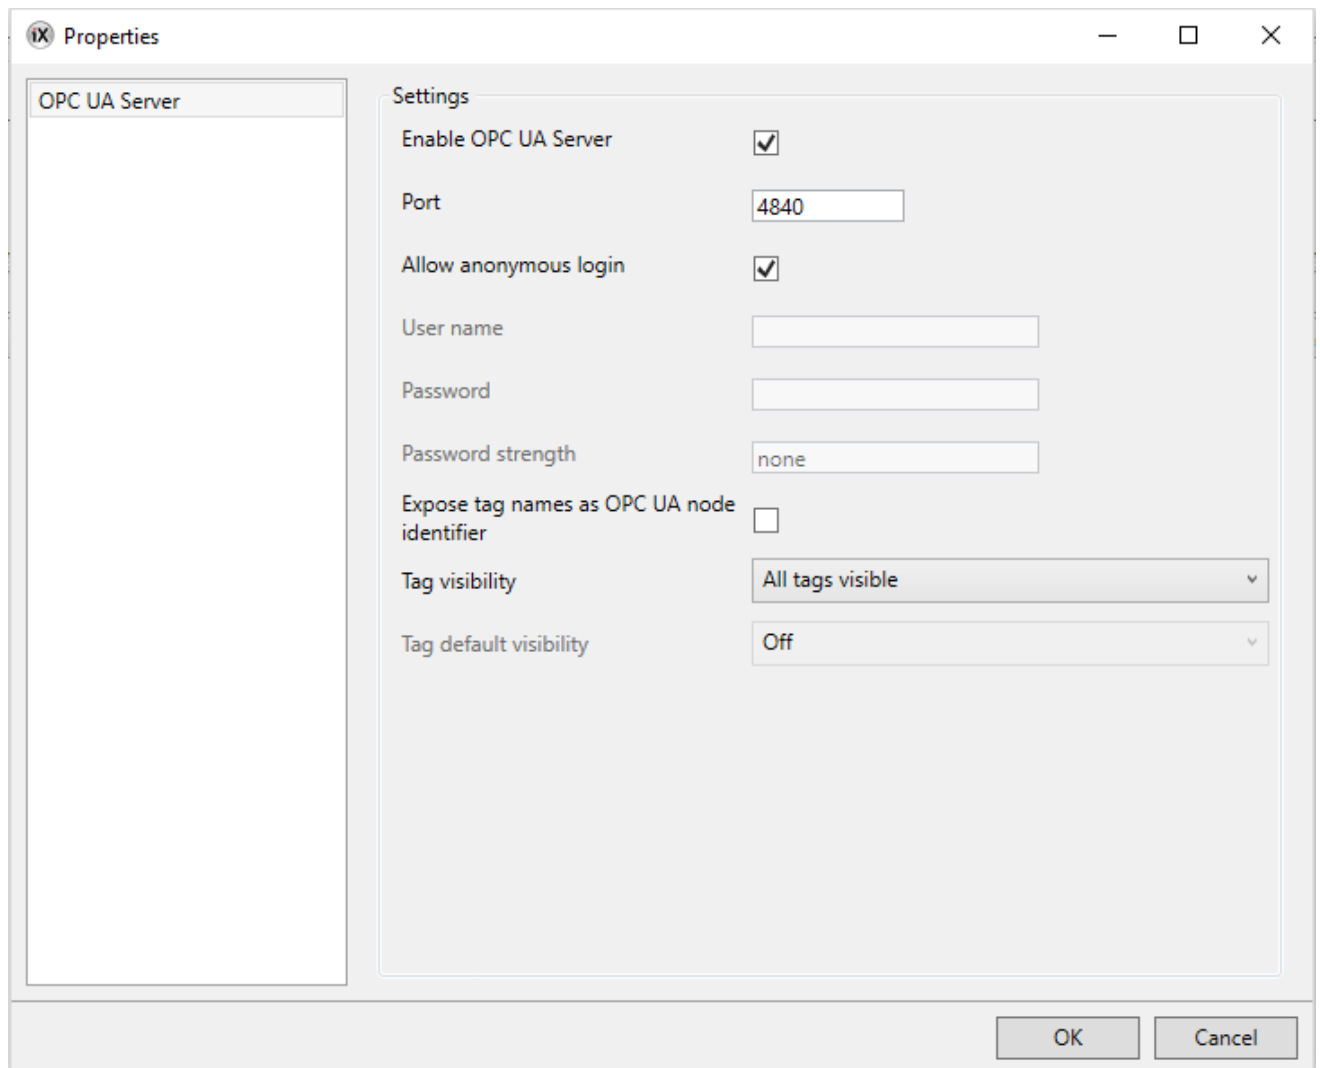 iX Properties
OPC UA Server
Settings
Enable OPC UA Server
Port 4840
Allow anonymous login
User name
Password
Password strength none
Expose tag names as OPC UA node
identifier
Tag visibility All tags visible
Tag default visibility Off
OK Cancel